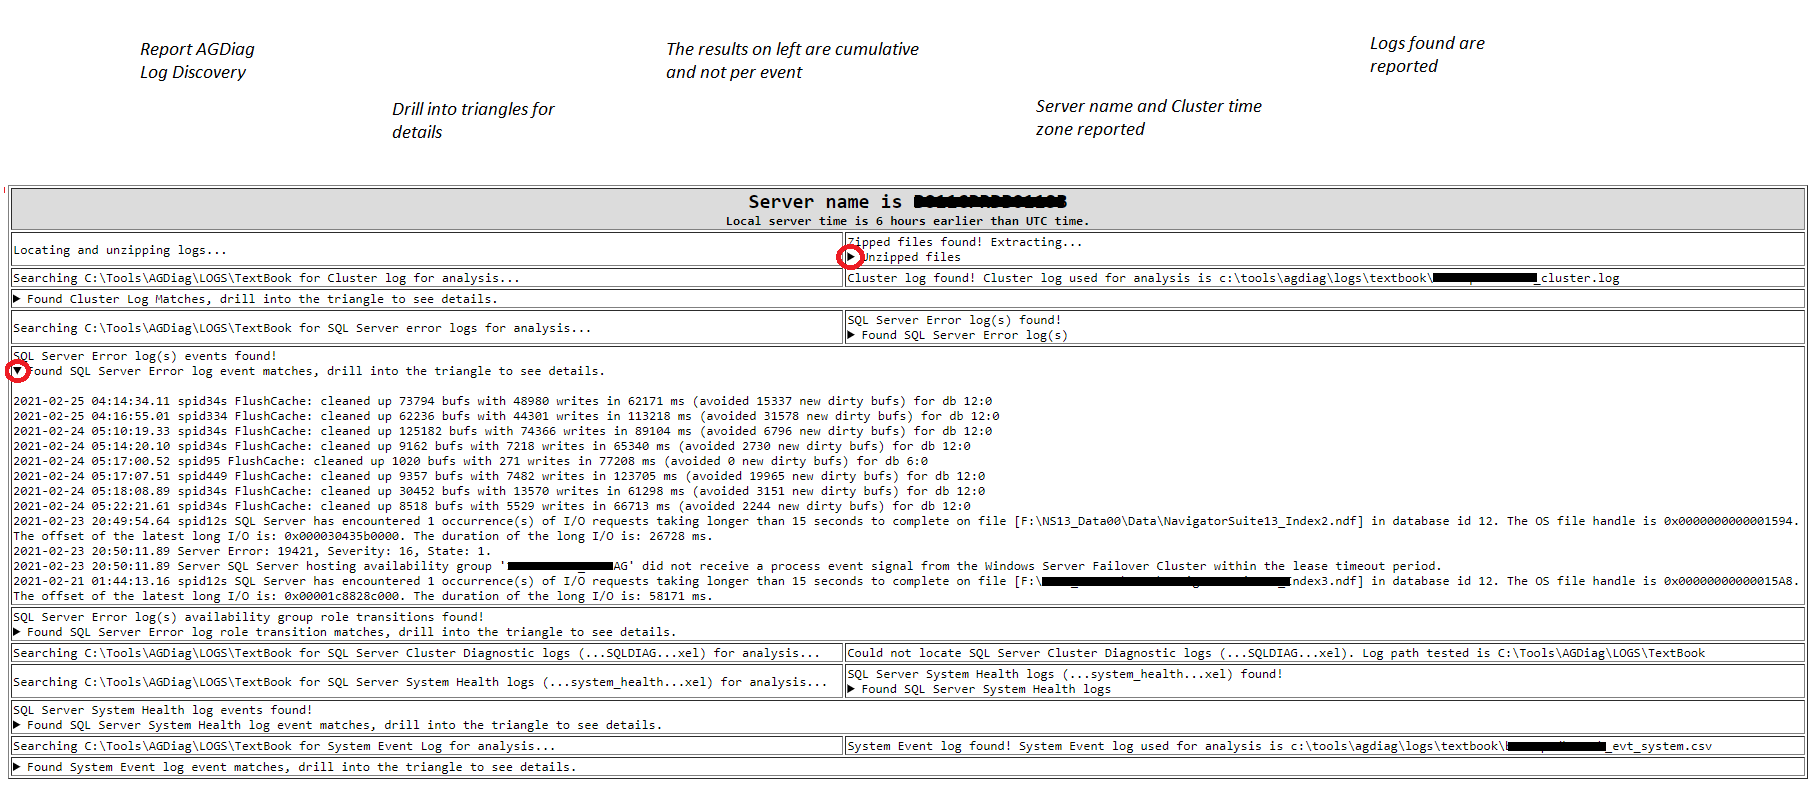 Report AGDiag
Log Discovery
Drill into triangles for
details
The results on left are cumulative
and not per event
Server name and Cluster time
zone reported
Logs found are
reported
Server name is
Local server time is 6 hours earlier than UTC time.
Locating and unzipping logs...
Zipped files found! Extracting...
Unzipped files
Searching C:\Tools\AGDiag\LOGS\TextBook for Cluster log for analysis...
Cluster log found! Cluster log used for analysis is c:\tools\agdiag\logs\textbook\ _cluster.log
Found Cluster Log Matches, drill into the triangle to see details.
Searching C:\Tools\AGDiag\LOGS\TextBook for SQL Server error logs for analysis...
SQL Server Error log(s) found!
Found SQL Server Error log(s)
SQL Server Error log(s) events found!
Found SQL Server Error log event matches, drill into the triangle to see details.
2021-02-25 04:14:34.11 spid34s FlushCache: cleaned up 73794 bufs with 48980 writes in 62171 ms (avoided 15337 new dirty bufs) for db 12:0
2021-02-25 04:16:55.01 spid334 FlushCache: cleaned up 62236 bufs with 44301 writes in 113218 ms (avoided 31578 new dirty bufs) for db 12:0
2021-02-24 05:10:19.33 spid34s FlushCache: cleaned up 125182 bufs with 74366 writes in 89104 ms (avoided 6796 new dirty bufs) for db 12:0
2021-02-24 05:14:20.10 spid34s FlushCache: cleaned up 9162 bufs with 7218 writes in 65340 ms (avoided 2730 new dirty bufs) for db 12:0
2021-02-24 05:17:00.52 spid95 FlushCache: cleaned up 1020 bufs with 271 writes in 77208 ms (avoided 0 new dirty bufs) for db 6:0
2021-02-24 05:17:07.51 spid449 FlushCache: cleaned up 9357 bufs with 7482 writes in 123705 ms (avoided 19965 new dirty bufs) for db 12:0
2021-02-24 05:18:08.89 spid34s FlushCache: cleaned up 30452 bufs with 13570 writes in 61298 ms (avoided 3151 new dirty bufs) for db 12:0
2021-02-24 05:22:21.61 spid34s FlushCache: cleaned up 8518 bufs with 5529 writes in 66713 ms (avoided 2244 new dirty bufs) for db 12:0
2021-02-23 20:49:54.64 spid12s SQL Server has encountered 1 occurrence(s) of I/O requests taking longer than 15 seconds to complete on file [F:\NS13_Data00\Data\NavigatorSuite13_Index2.ndf] in database id 12. The OS file handle is 0x0000000000001594.
The offset of the latest long I/O is: 0x000030435b0000. The duration of the long I/O is: 26728 ms.
2021-02-23 20:50:11.89 Server Error: 19421, Severity: 16, State: 1.
2021-02-23 20:50:11.89 Server SQL Server hosting availability group ' AG' did not receive a process event signal from the Windows Server Failover Cluster within the lease timeout period.
2021-02-21 01:44:13.16 spid12s SQL Server has encountered 1 occurrence(s) of I/O requests taking longer than 15 seconds to complete on file [F:\ Index3.ndf] in database id 12. The OS file handle is 0x00000000000015A8.
The offset of the latest long I/O is: 0x00001c8828c000. The duration of the long I/O is: 58171 ms.
SQL Server Error log(s) availability group role transitions found!
Found SQL Server Error log role transition matches, drill into the triangle to see details.
Searching C:\Tools\AGDiag\LOGS\TextBook for SQL Server Cluster Diagnostic logs (...SQLDIAG...xel) for analysis...
Could not locate SQL Server Cluster Diagnostic logs (...SQLDIAG...xel). Log path tested is C:\Tools\AGDiag\LOGS\TextBook
Searching C:\Tools\AGDiag\LOGS\TextBook for SQL Server System Health logs (...system_health...xel) for analysis...
SQL Server System Health logs (...system_health...xel) found!
Found SQL Server System Health logs
SQL Server System Health log events found!
Found SQL Server System Health log event matches, drill into the triangle to see details.
Searching C:\Tools\AGDiag\LOGS\TextBook for System Event Log for analysis...
System Event log found! System Event log used for analysis is c:\tools\agdiag\logs\textbook\ _evt_system.csv
Found System Event log event matches, drill into the triangle to see details.